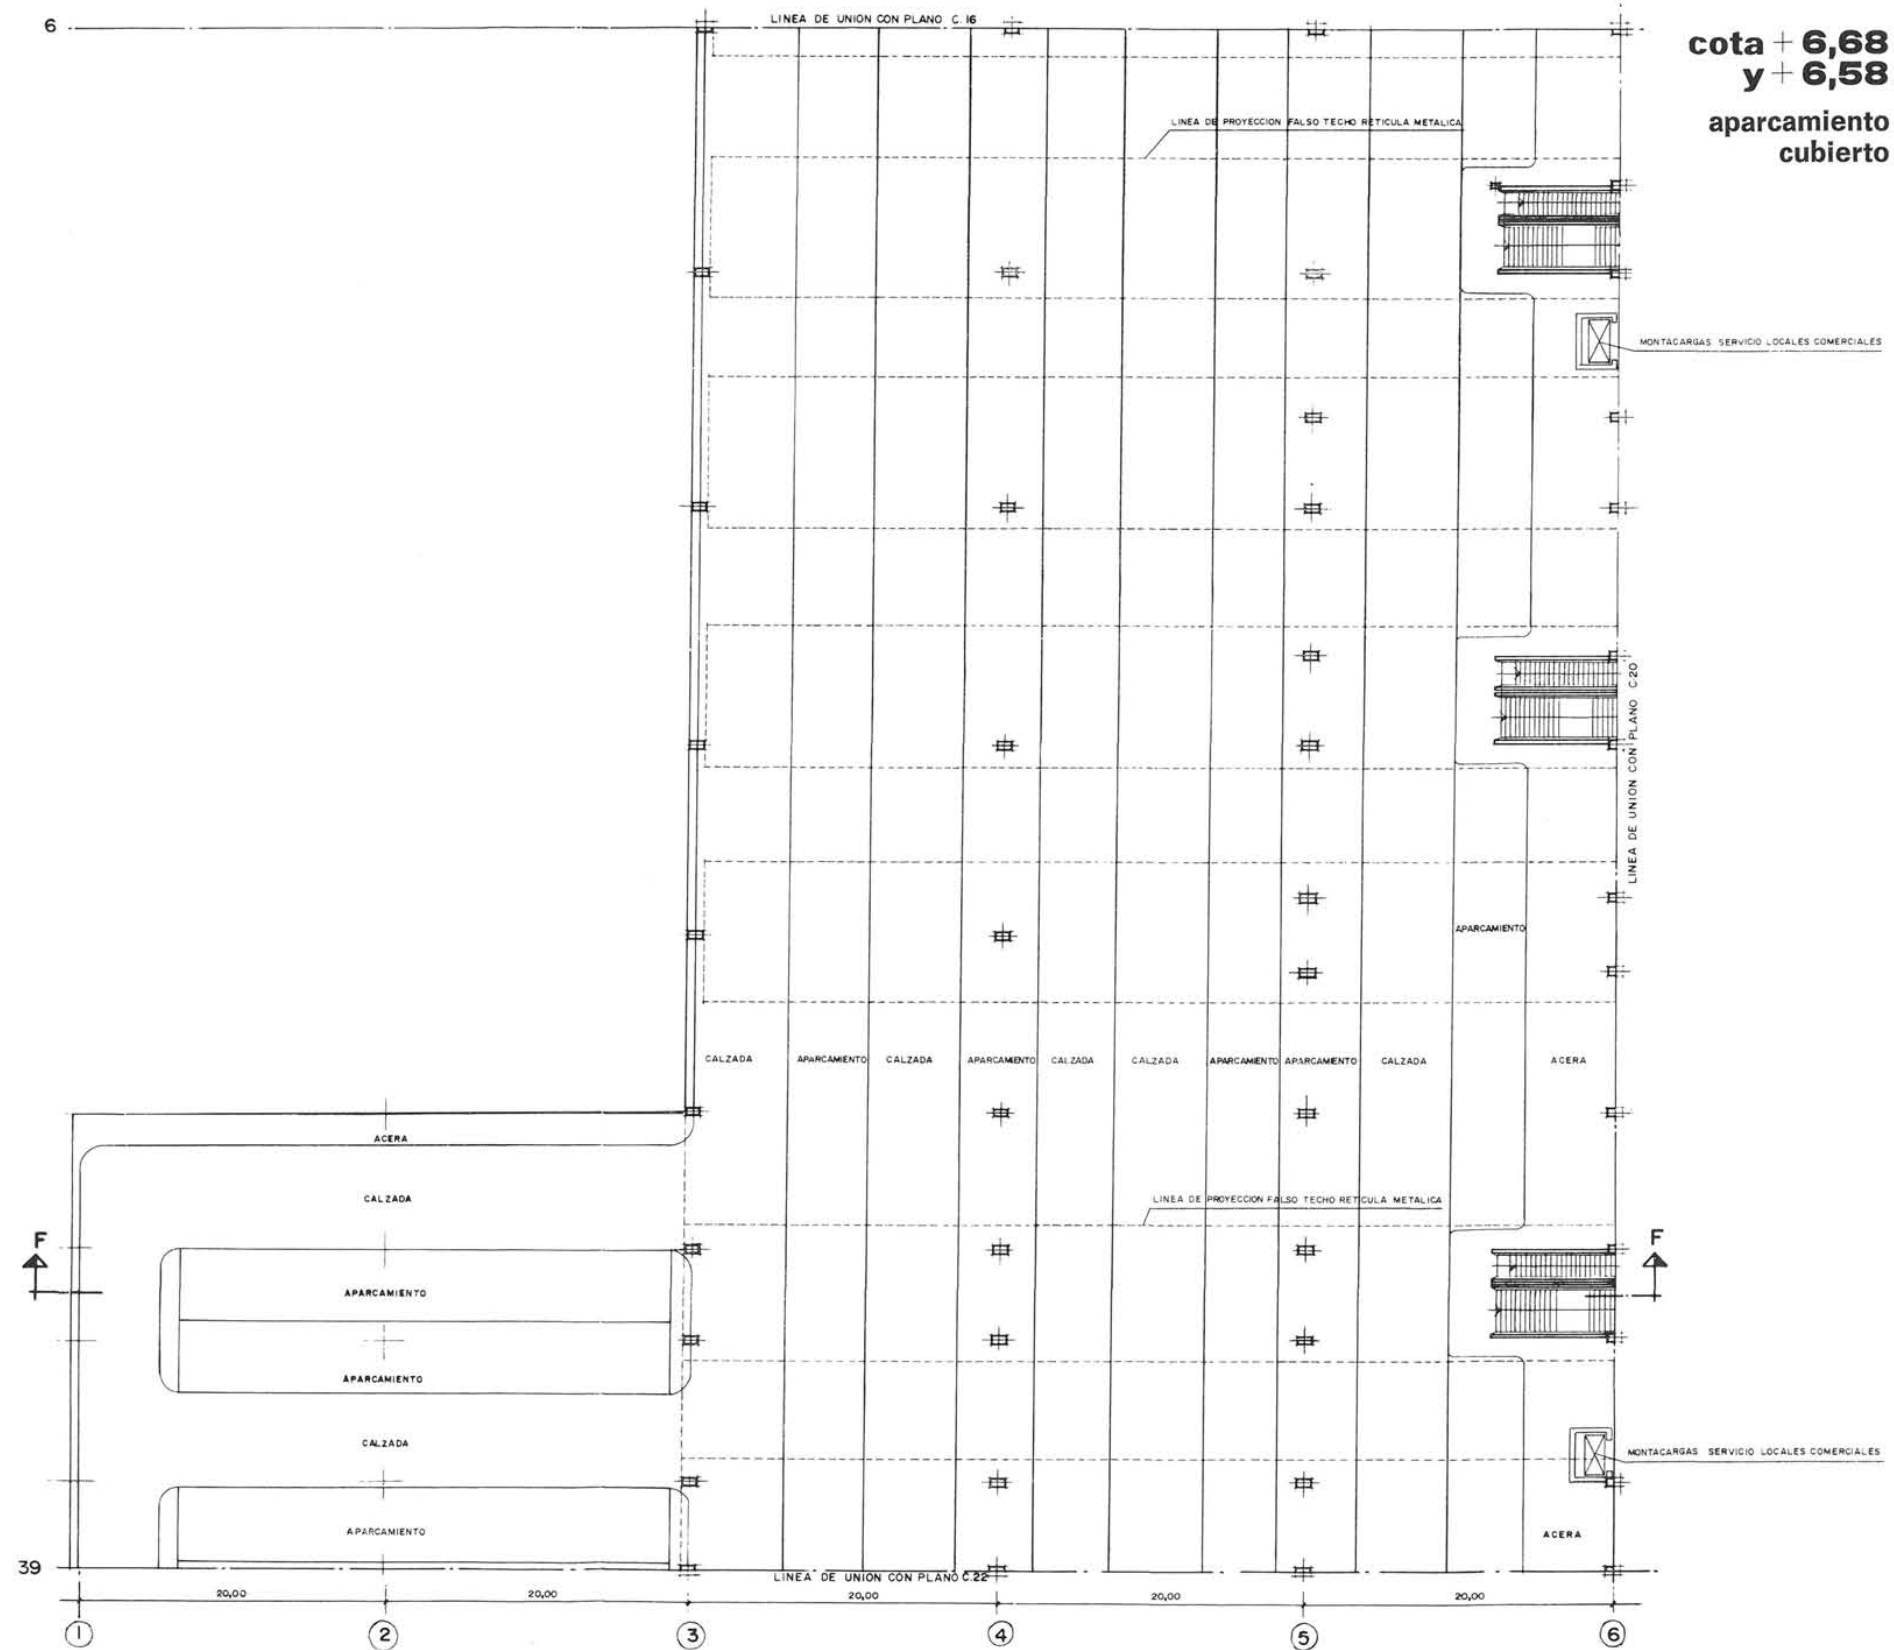 6
LINEA DE UNION CON PLANO C.16
cota + 6,68
y + 6,58
aparcamiento
cubierto
LINEA DE PROYECCION FALSO TECHO RETICULA METALICA
MONTACARGAS SERVICIO LOCALES COMERCIALES
LINEA DE UNION CON PLANO C.20
APARCAMIENTO
CALZADA APARCAMIENTO CALZADA APARCAMIENTO CALZADA CALZADA APARCAMIENTO APARCAMIENTO CALZADA ACERA
ACERA
CALZADA
LINEA DE PROYECCION FALSO TECHO RETICULA METALICA
F F
APARCAMIENTO
APARCAMIENTO
CALZADA
MONTACARGAS SERVICIO LOCALES COMERCIALES
APARCAMIENTO
ACERA
39
LINEA DE UNION CON PLANO C.22
20,00 20,00 20,00 20,00 20,00
1 2 3 4 5 6